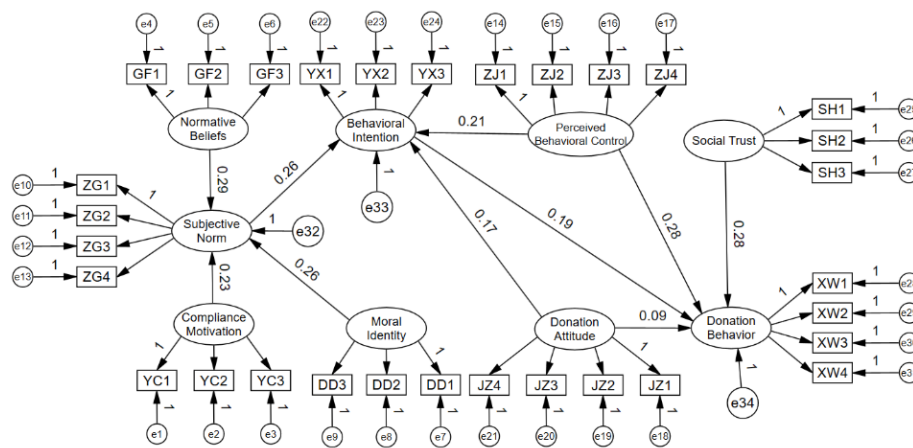 e4 e5 e6 e22 e23 e24 e14 e15 e16 e17
1 1 1 1 1 1 1 1 1 1
GF1 GF2 GF3 YX1 YX2 YX3 ZJ1 ZJ2 ZJ3 ZJ4
1 1 1
Normative
Beliefs
Behavioral
Intention
0.21
Perceived
Behavioral Control
Social Trust
1 SH1 1
SH2 1
SH3 1
0.29
0.26
1
e33
e10 1 ZG1 1
e11 1 ZG2
e12 1 ZG3
e13 1 ZG4
Subjective
Norm
1 e32
0.17
0.19
0.28
0.28
0.23
0.26
Compliance
Motivation
Moral
Identity
Donation
Attitude
0.09
Donation
Behavior
1 XW1 1
XW2 1
XW3 1
XW4 1
1
e34
1 1 1
YC1 YC2 YC3 DD3 DD2 DD1 JZ4 JZ3 JZ2 JZ1
1 1 1 1 1 1 1 1 1 1
e1 e2 e3 e9 e8 e7 e21 e20 e19 e18